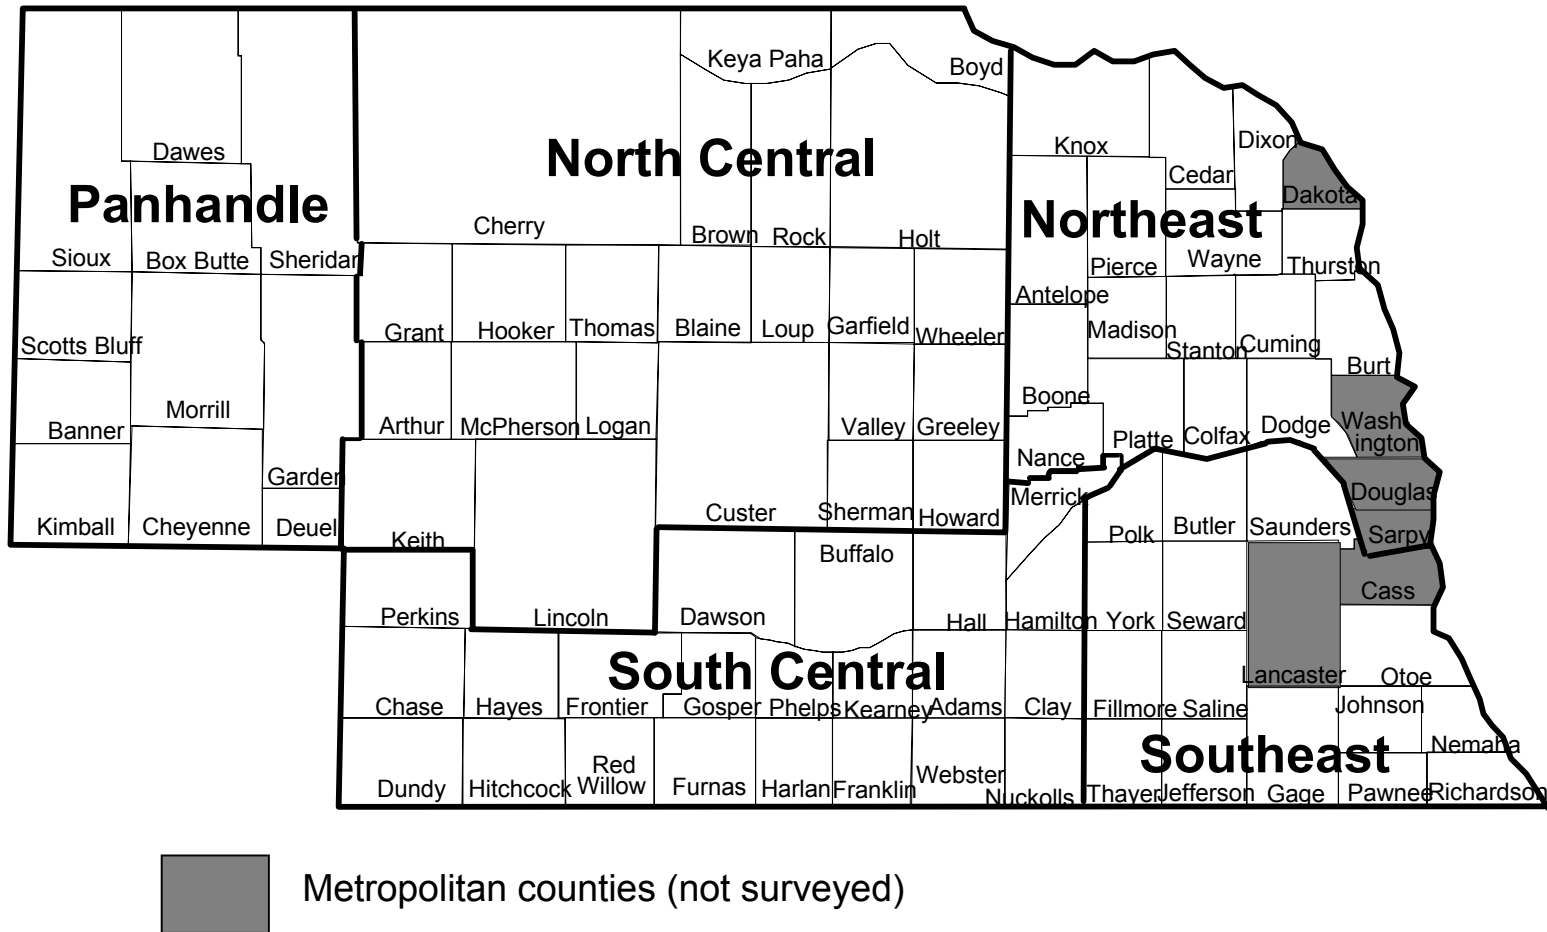 Keya Paha
Boyd
Dawes
Knox
Dixon
North Central
Cedar
Dakota
Panhandle
Cherry
Brown
Rock
Holt
Northeast
Sioux
Box Butte
Sheridan
Pierce
Wayne
Thurston
Antelope
Grant
Hooker
Thomas
Blaine
Loup
Garfield
Wheeler
Madison
Stanton
Cuming
Scotts Bluff
Burt
Morrill
Boone
Banner
Arthur
McPherson
Logan
Valley
Greeley
Platte
Colfax
Dodge
Wash
ington
Garden
Nance
Merrick
Douglas
Kimball
Cheyenne
Deuel
Keith
Custer
Sherman
Howard
Polk
Butler
Saunders
Sarpy
Buffalo
Cass
Perkins
Lincoln
Dawson
Hall
Hamilton
York
Seward
South Central
Lancaster
Otoe
Chase
Hayes
Frontier
Gosper
Phelps
Kearney
Adams
Clay
Fillmore
Saline
Johnson
Southeast
Nemaha
Dundy
Hitchcock
Red
Willow
Furnas
Harlan
Franklin
Webster
Nuckolls
Thayer
Jefferson
Gage
Pawnee
Richardson
Metropolitan counties (not surveyed)